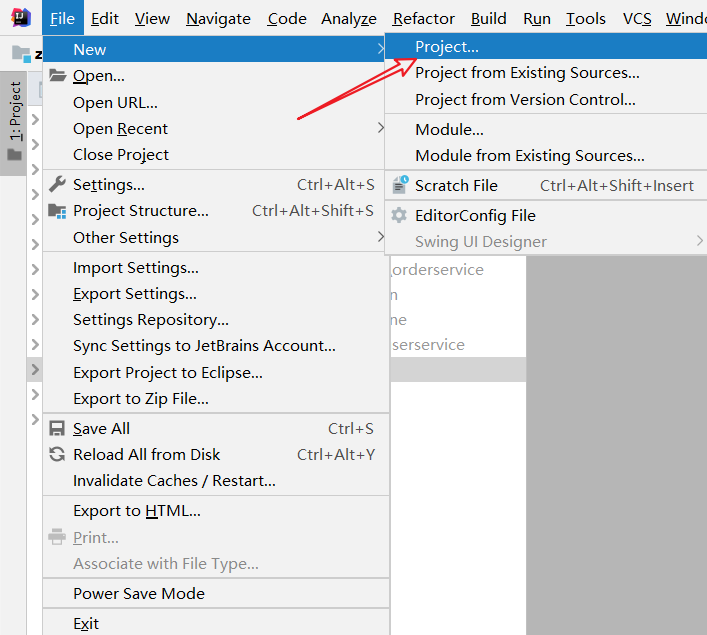 File Edit View Navigate Code Analyze Refactor Build Run Tools VCS
1: Project
New
Open...
Open URL...
Open Recent
Close Project
Settings... Ctrl+Alt+S
Project Structure... Ctrl+Alt+Shift+S
Other Settings
Import Settings...
Export Settings...
Settings Repository...
Sync Settings to JetBrains Account...
Export Project to Eclipse...
Export to Zip File...
Save All Ctrl+S
Reload All from Disk Ctrl+Alt+Y
Invalidate Caches / Restart...
Export to HTML...
Print...
Associate with File Type...
Power Save Mode
Exit
Project...
Project from Existing Sources...
Project from Version Control...
Module...
Module from Existing Sources...
Scratch File Ctrl+Alt+Shift+Insert
EditorConfig File
Swing UI Designer
orderservice
serservice